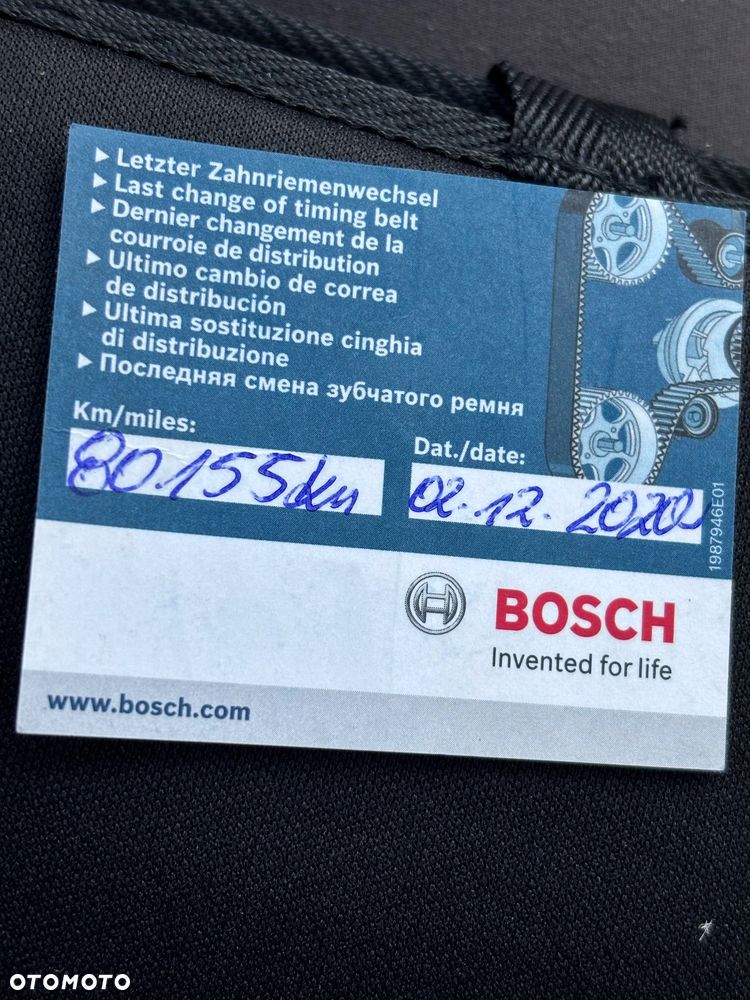 ▶ Letzter Zahnriemenwechsel
▶ Last change of timing belt
▶ Dernier changement de la
courroie de distribution
▶ Ultimo cambio de correa
de distribución
▶ Ultima sostituzione cinghia
di distribuzione
▶ Последняя смена зубчатого ремня
Km/miles:
80155km
Dat./date:
02.12.2020
1987946E01
BOSCH
Invented for life
www.bosch.com
OTOMOTO